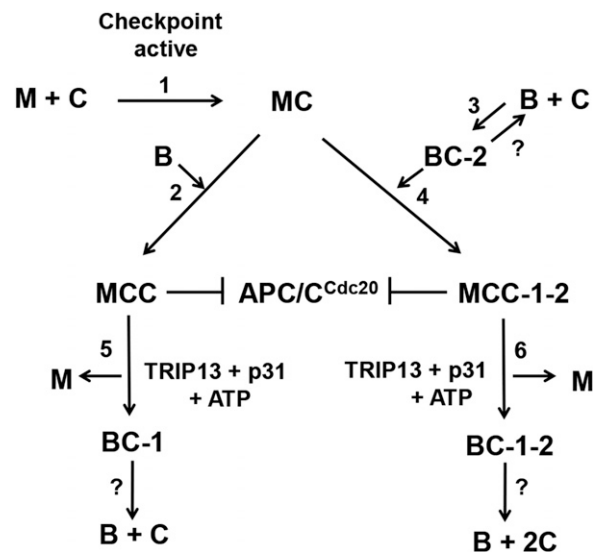 Checkpoint
active
1
M + C
MC
B + C
3
?
BC-2
B
2
4
MCC
APC/C^Cdc20
MCC-1-2
5
6
TRIP13 + p31
+ ATP
TRIP13 + p31
+ ATP
M
M
BC-1
BC-1-2
?
?
B + C
B + 2C